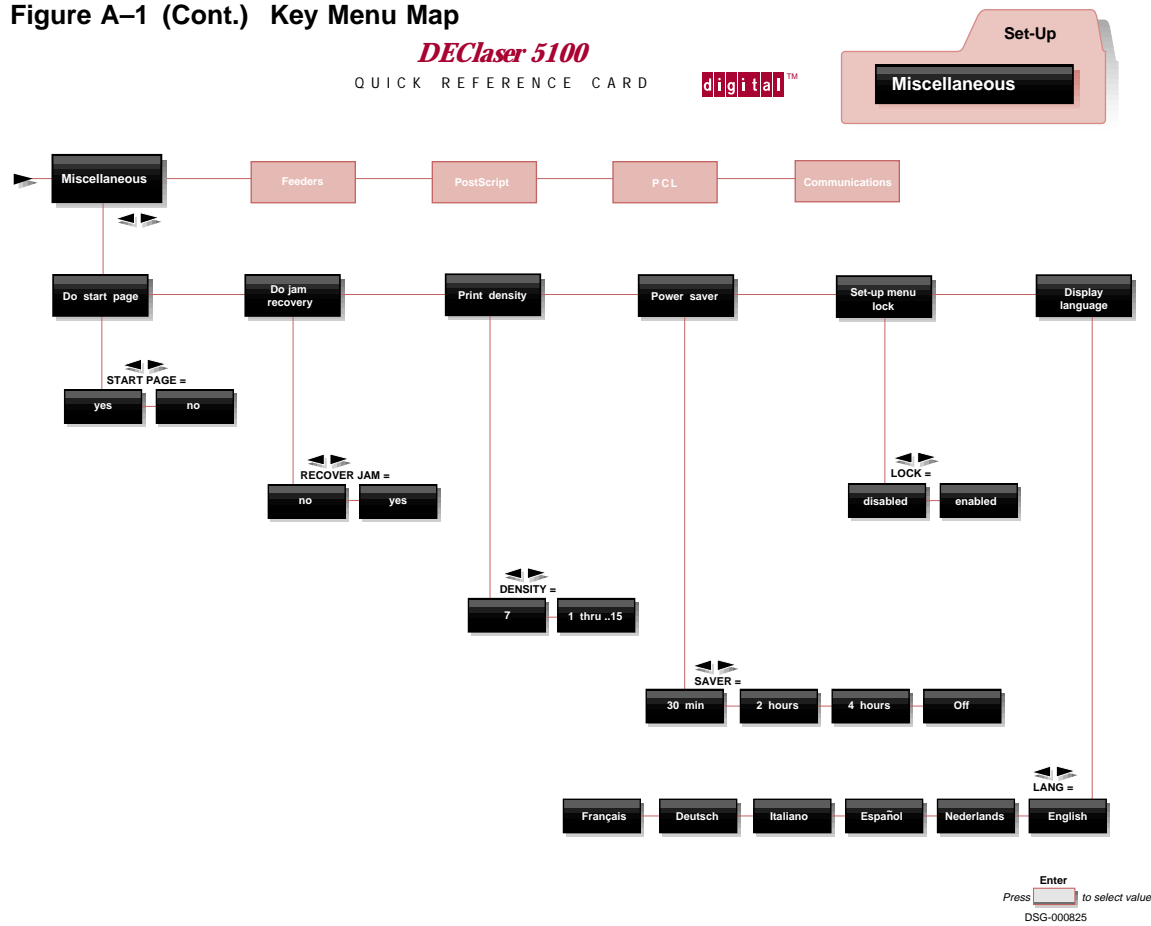 Figure A–1 (Cont.) Key Menu Map
DEClaser 5100
QUICK REFERENCE CARD
digital™
Set-Up
Miscellaneous
Miscellaneous
Feeders
PostScript
PCL
Communications
Do start page
Do jam
recovery
Print density
Power saver
Set-up menu
lock
Display
language
START PAGE =
yes
no
RECOVER JAM =
no
yes
LOCK =
disabled
enabled
DENSITY =
7
1 thru ..15
SAVER =
30 min
2 hours
4 hours
Off
LANG =
Français
Deutsch
Italiano
Español
Nederlands
English
Enter
Press to select value
DSG-000825